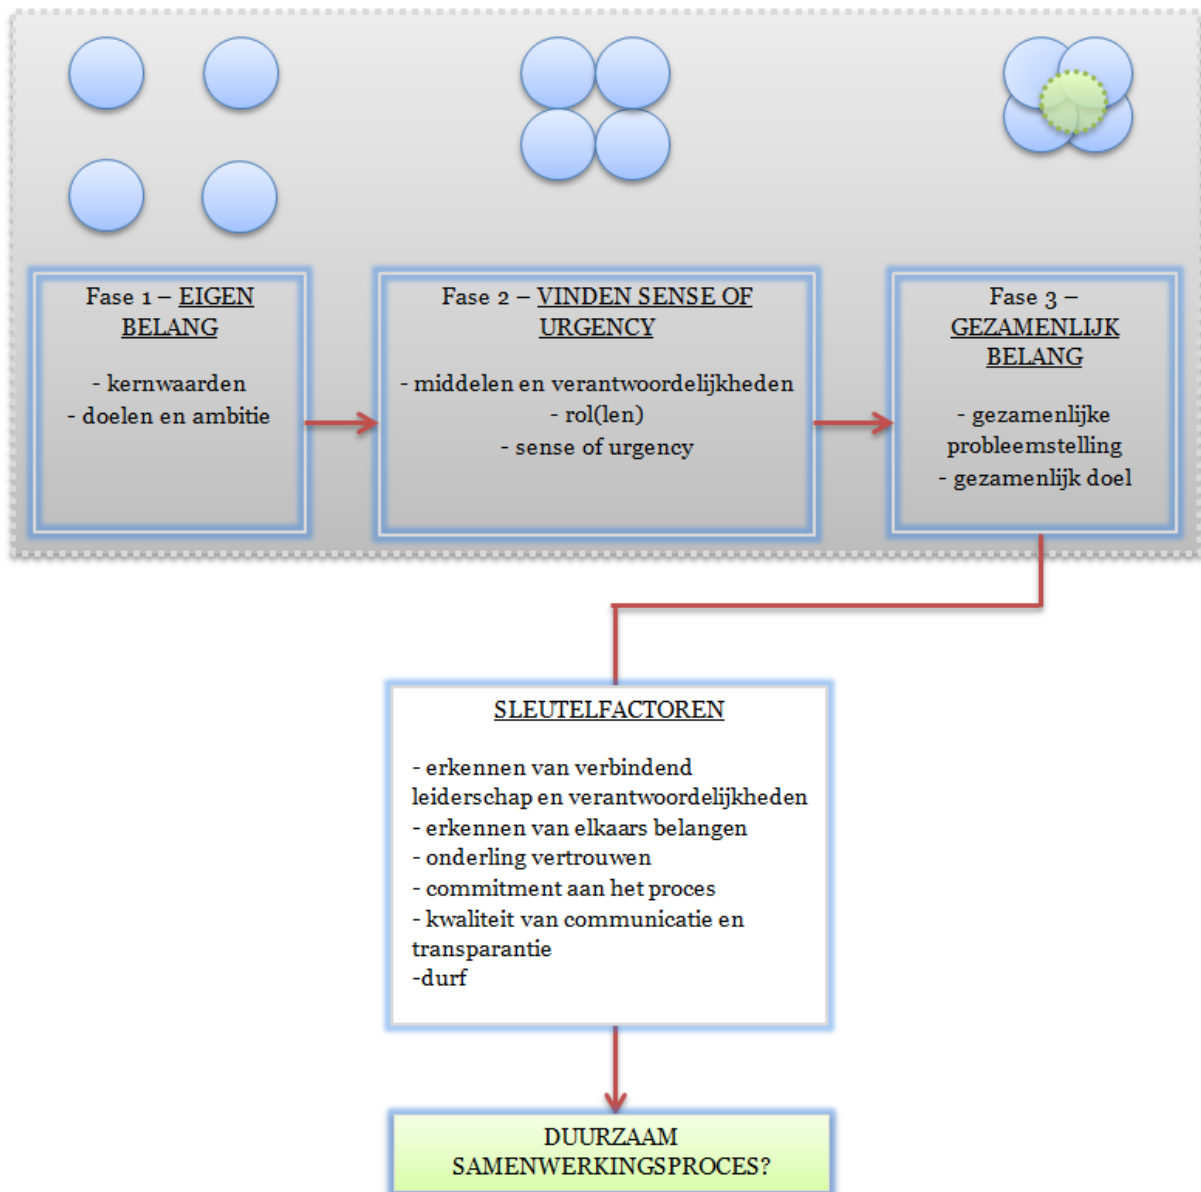 Fase 1 – EIGEN
BELANG
- kernwaarden
- doelen en ambitie
Fase 2 – VINDEN SENSE OF
URGENCY
- middelen en verantwoordelijkheden
- rol(len)
- sense of urgency
Fase 3 –
GEZAMENLIJK
BELANG
- gezamenlijke
probleemstelling
- gezamenlijk doel
SLEUTELFACTOREN
- erkennen van verbindend
leiderschap en verantwoordelijkheden
- erkennen van elkaars belangen
- onderling vertrouwen
- commitment aan het proces
- kwaliteit van communicatie en
transparantie
-durf
DUURZAAM
SAMENWERKINGSPROCES?